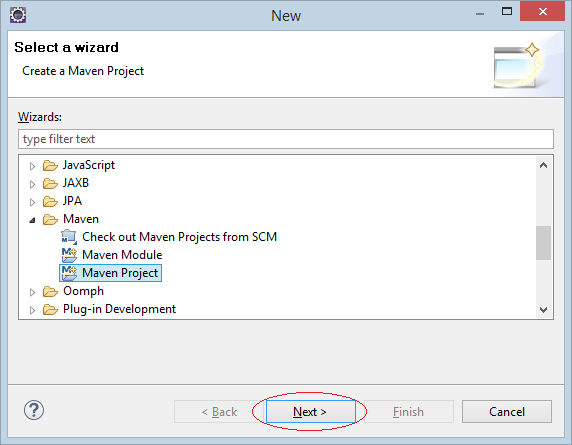 New
Select a wizard
Create a Maven Project
Wizards:
type filter text
JavaScript
JAXB
JPA
Maven
Check out Maven Projects from SCM
Maven Module
Maven Project
Oomph
Plug-in Development
?
< Back
Next >
Finish
Cancel